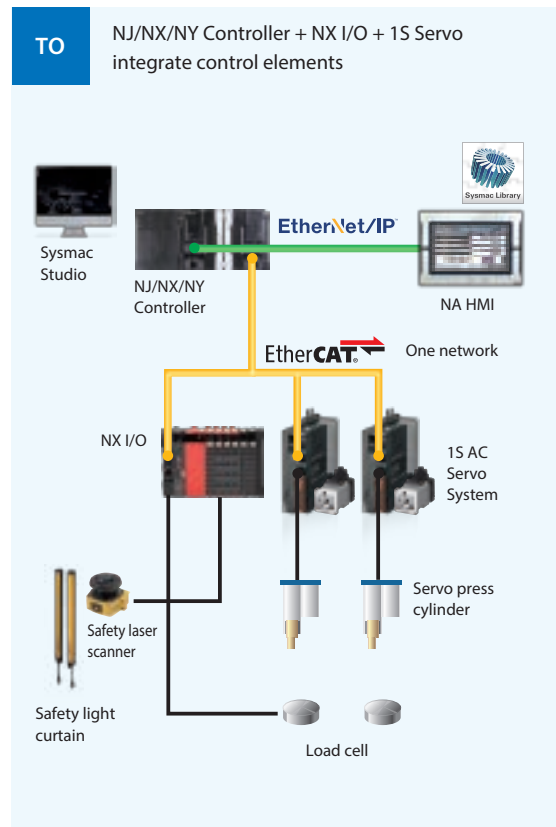 TO
NJ/NX/NY Controller + NX I/O + 1S Servo
integrate control elements
Sysmac Library
EtherNet/IP
Sysmac
Studio
NJ/NX/NY
Controller
NA HMI
EtherCAT®
One network
NX I/O
1S AC
Servo
System
Servo press
cylinder
Safety laser
scanner
Safety light
curtain
Load cell